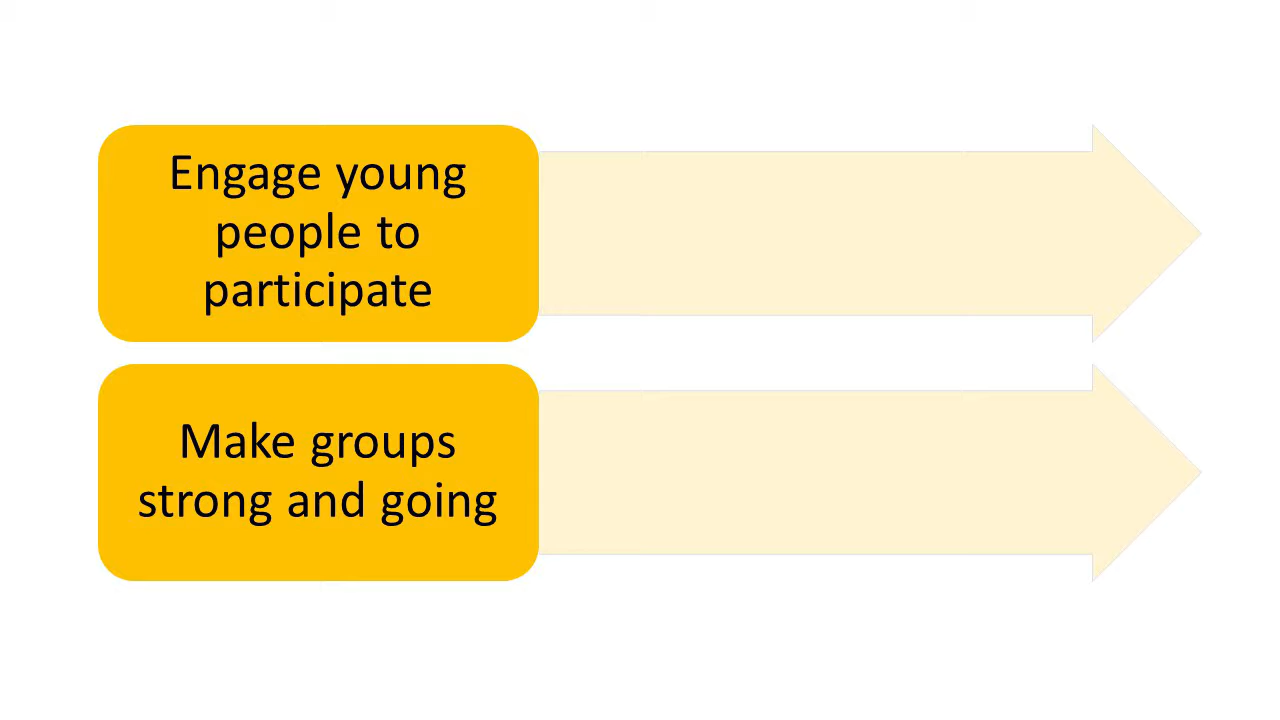 Engage young
people to
participate
Make groups
strong and going